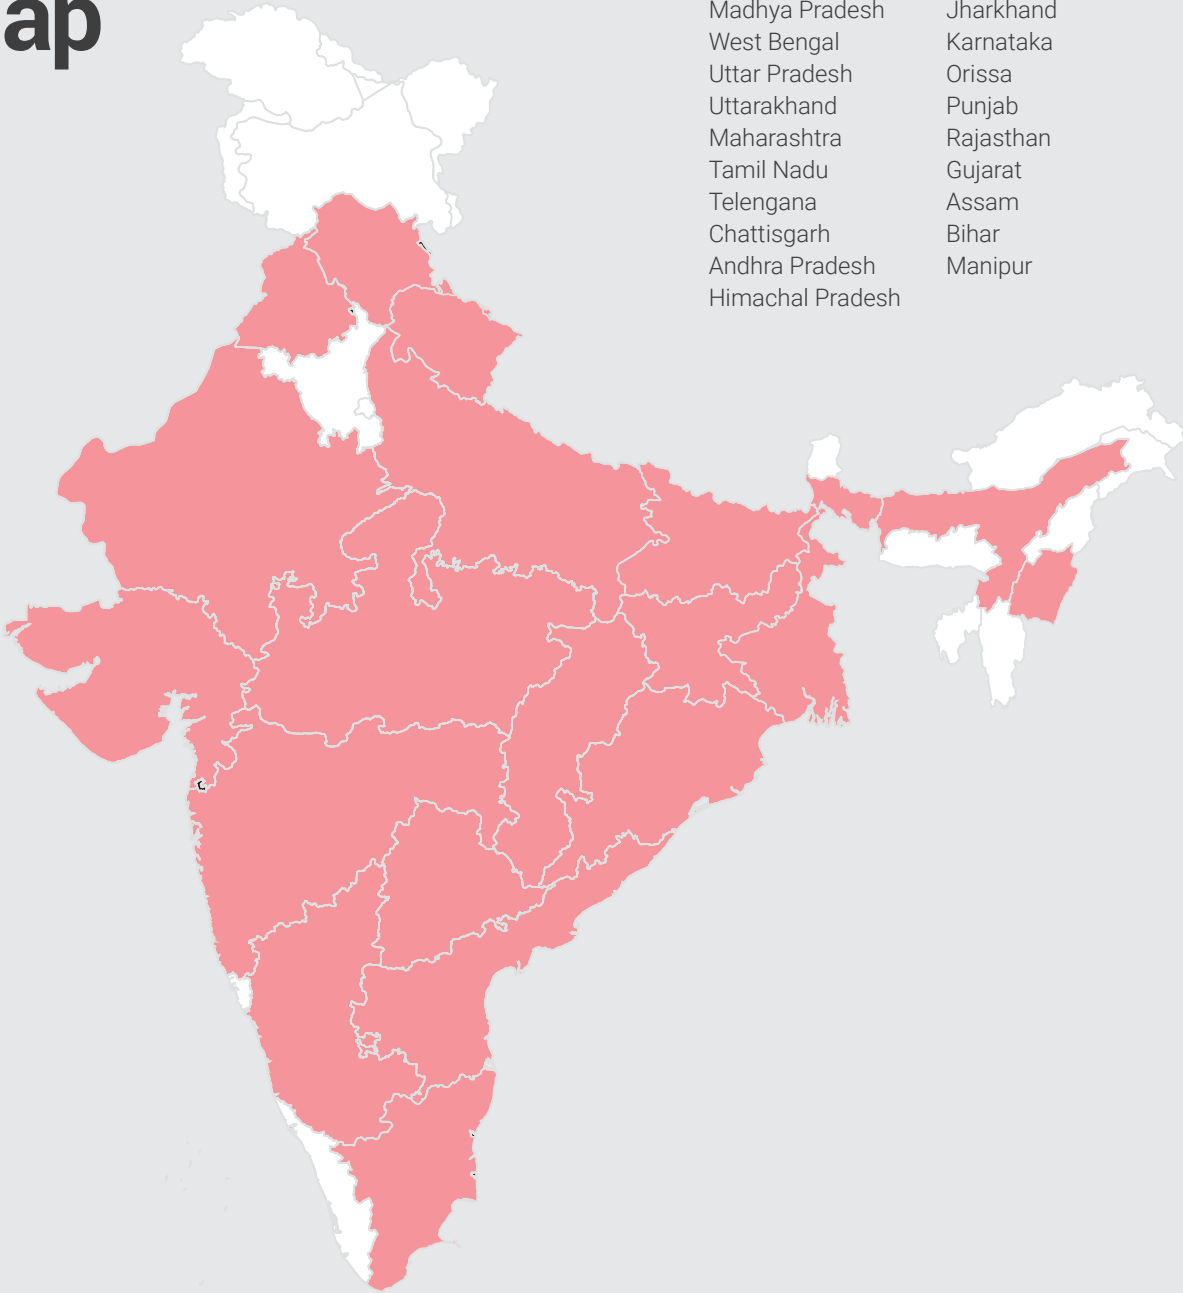 ap
Madhya Pradesh
West Bengal
Uttar Pradesh
Uttarakhand
Maharashtra
Tamil Nadu
Telengana
Chattisgarh
Andhra Pradesh
Himachal Pradesh
Jharkhand
Karnataka
Orissa
Punjab
Rajasthan
Gujarat
Assam
Bihar
Manipur